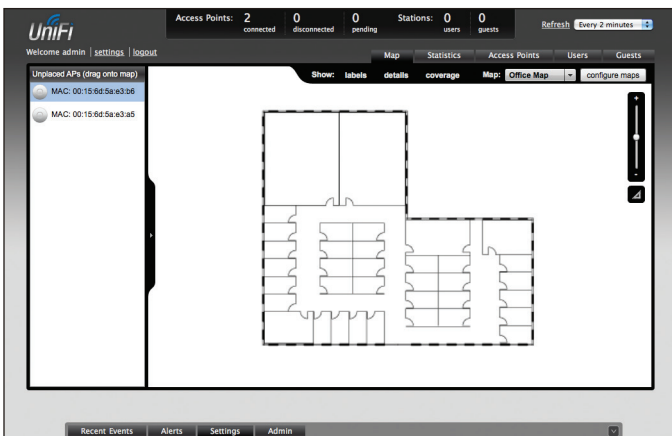 UniFi
Access Points: 2 connected 0 disconnected 0 pending Stations: 0 users 0 guests
Refresh Every 2 minutes
Welcome admin | settings | logout
Map Statistics Access Points Users Guests
Unplaced APs (drag onto map)
Show: labels details coverage Map: Office Map configure maps
MAC: 00:15:6d:5a:e3:b6
MAC: 00:15:6d:5a:e3:a5
+
-
Recent Events Alerts Settings Admin